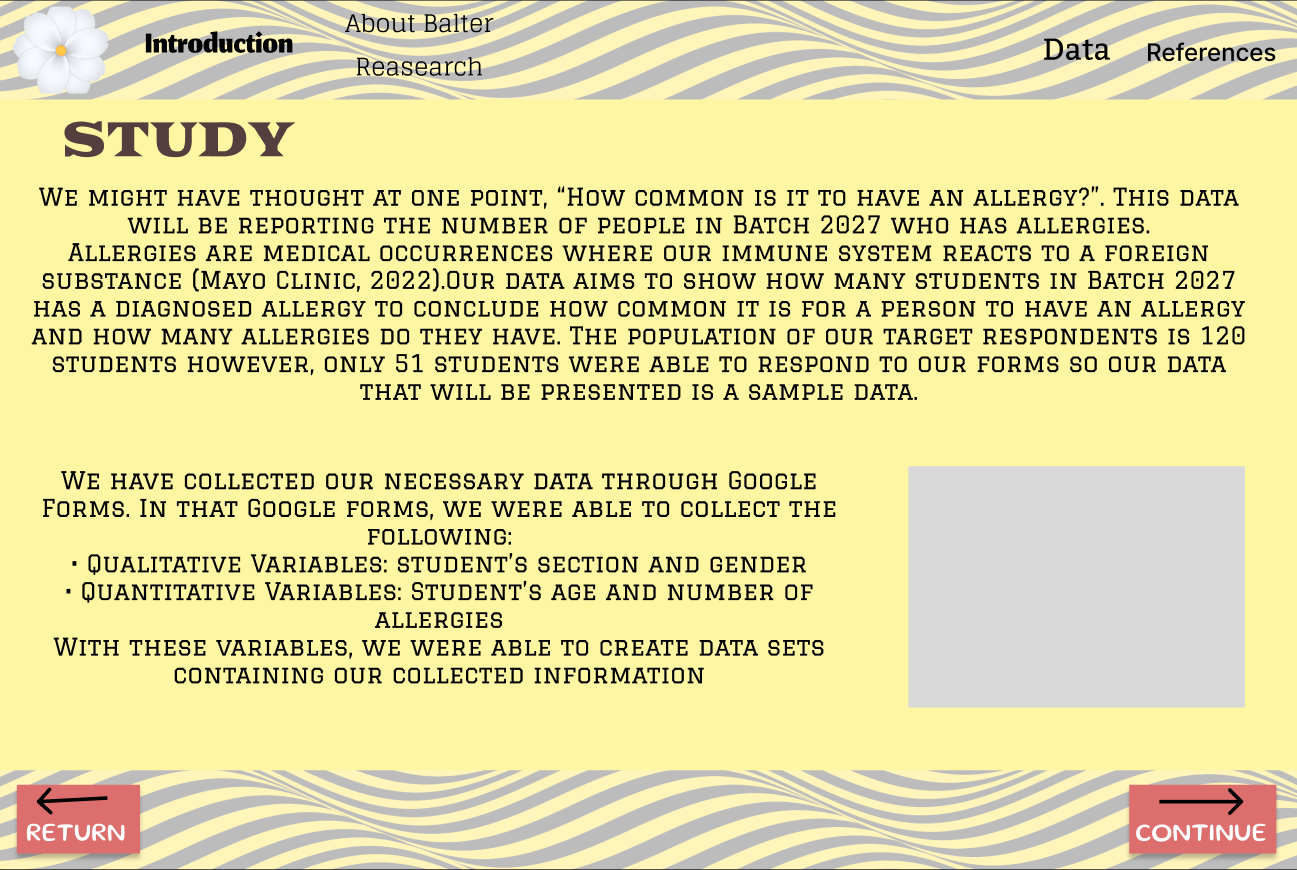 Introduction
About Balter
Reasearch
Data
References
STUDY
We might have thought at one point, “How common is it to have an allergy?”. This data
will be reporting the number of people in Batch 2027 who has allergies.
Allergies are medical occurrences where our immune system reacts to a foreign
substance (Mayo Clinic, 2022).Our data aims to show how many students in Batch 2027
has a diagnosed allergy to conclude how common it is for a person to have an allergy
and how many allergies do they have. The population of our target respondents is 120
students however, only 51 students were able to respond to our forms so our data
that will be presented is a sample data.
We have collected our necessary data through Google
Forms. In that Google forms, we were able to collect the
following:
· Qualitative Variables: student’s section and gender
· Quantitative Variables: Student’s age and number of
allergies
With these variables, we were able to create data sets
containing our collected information
RETURN
CONTINUE